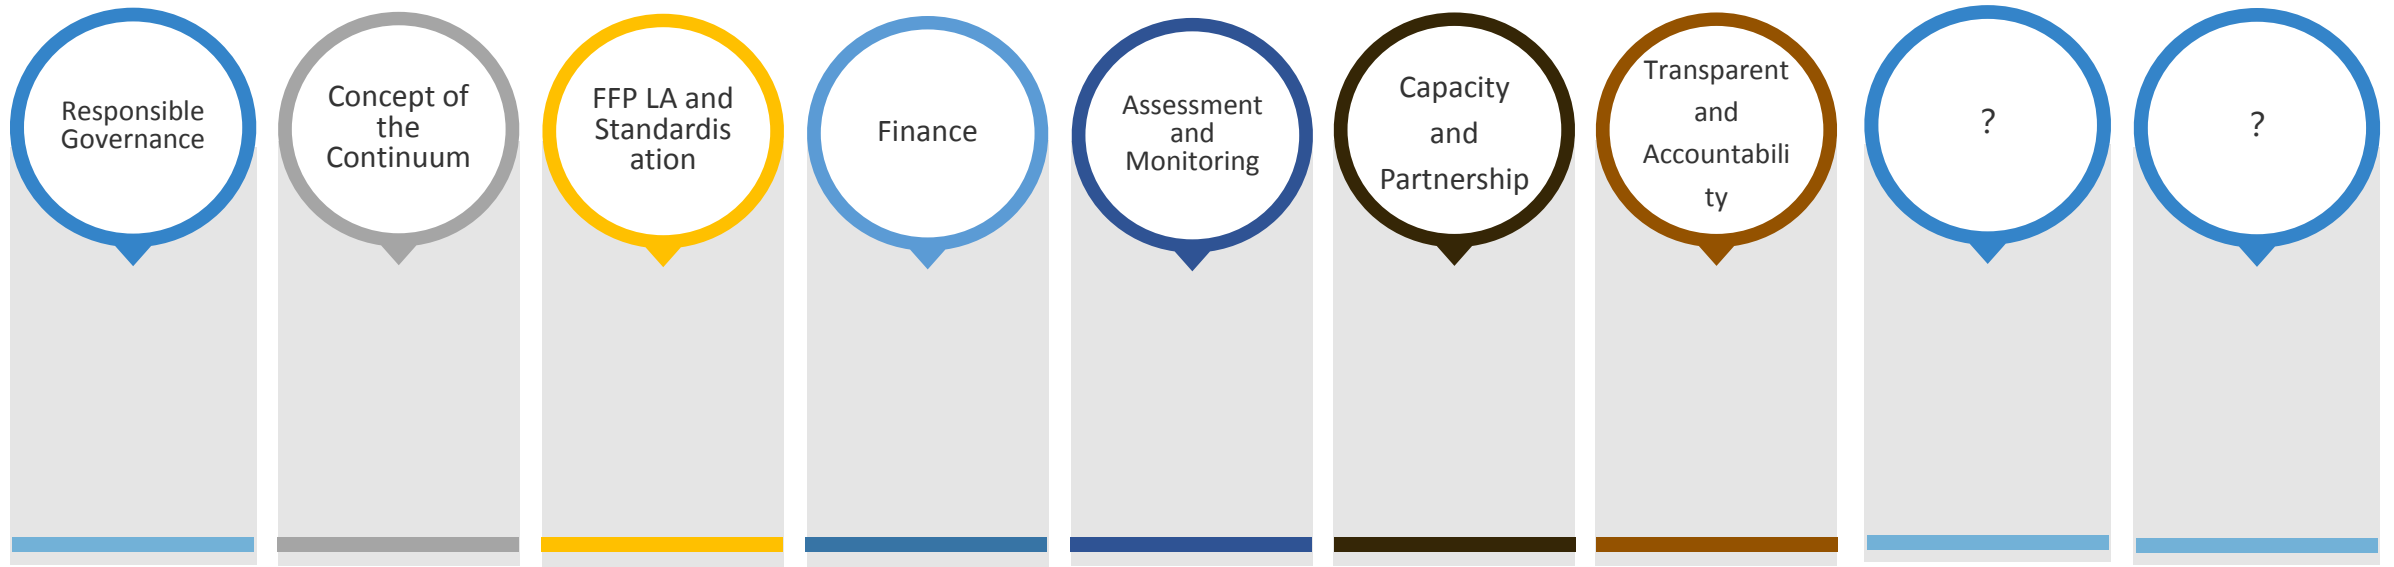 Responsible
Governance
Concept of
the
Continuum
FFP LA and
Standardis
ation
Finance
Assessment
and
Monitoring
Capacity
and
Partnership
Transparent
and
Accountabili
ty
?
?